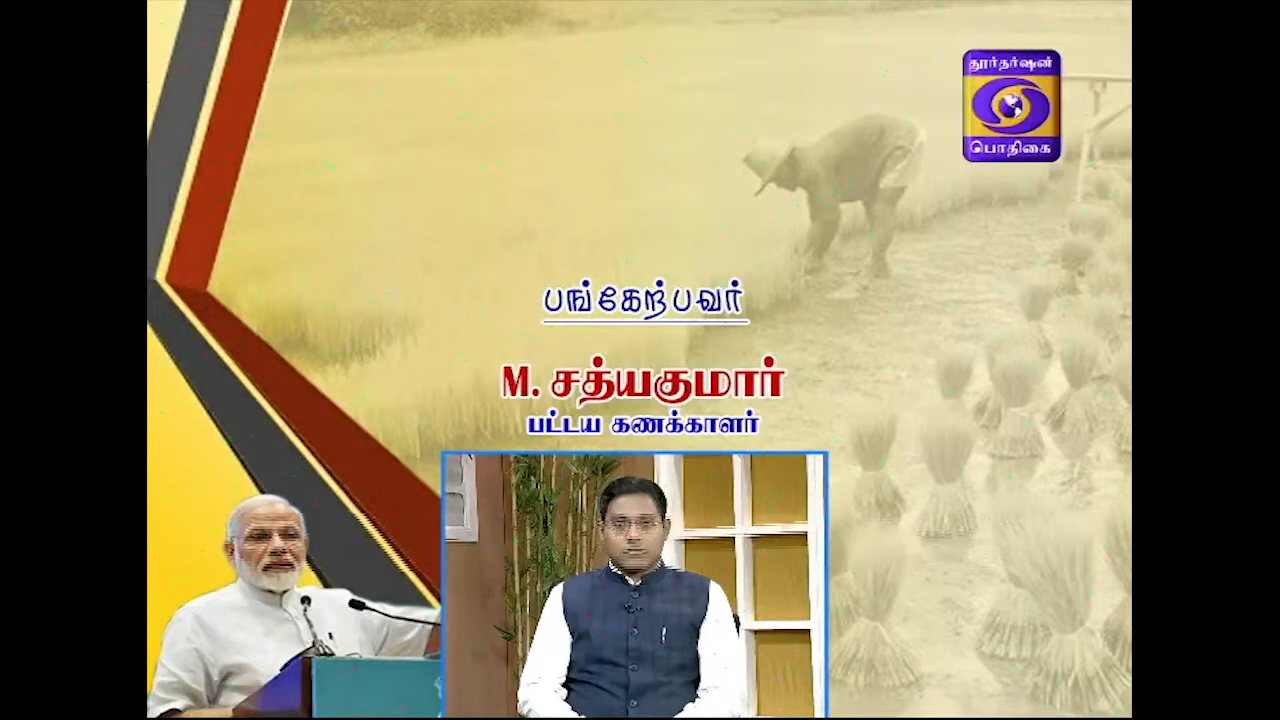 தூர்தர்ஷன்
பொதிகை
பங்கேற்பவர்
M. சத்யகுமார்
பட்டய கணக்காளர்